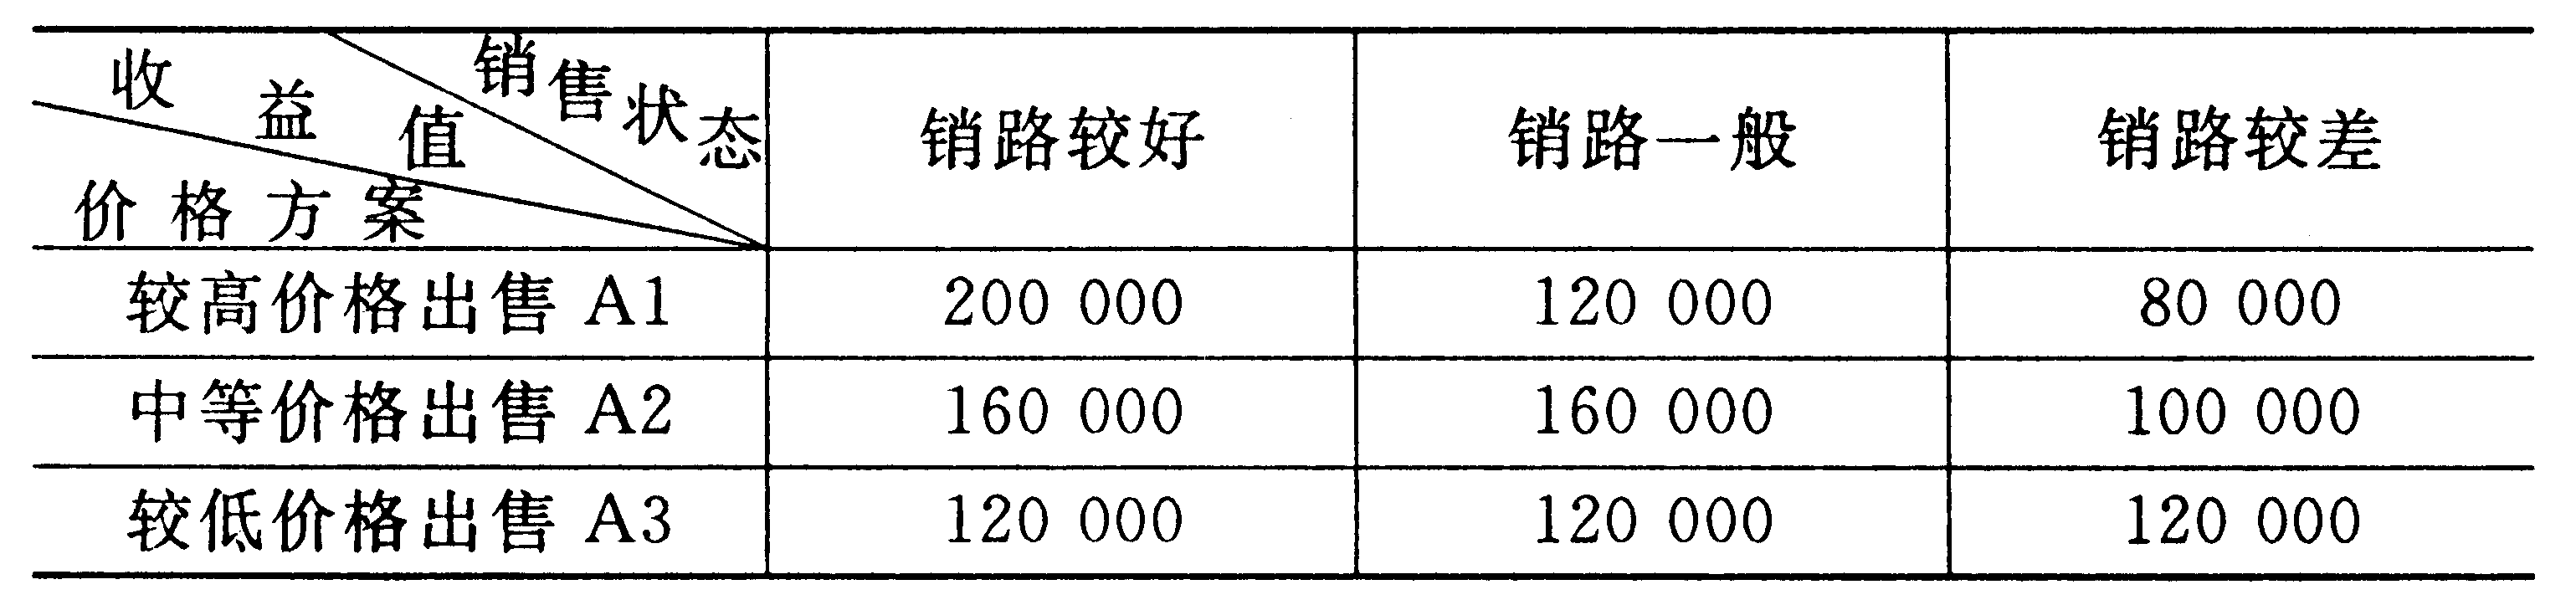 收益值 销售状态 价格方案 销路较好 销路一般 销路较差
较高价格出售 A1 200 000 120 000 80 000
中等价格出售 A2 160 000 160 000 100 000
较低价格出售 A3 120 000 120 000 120 000